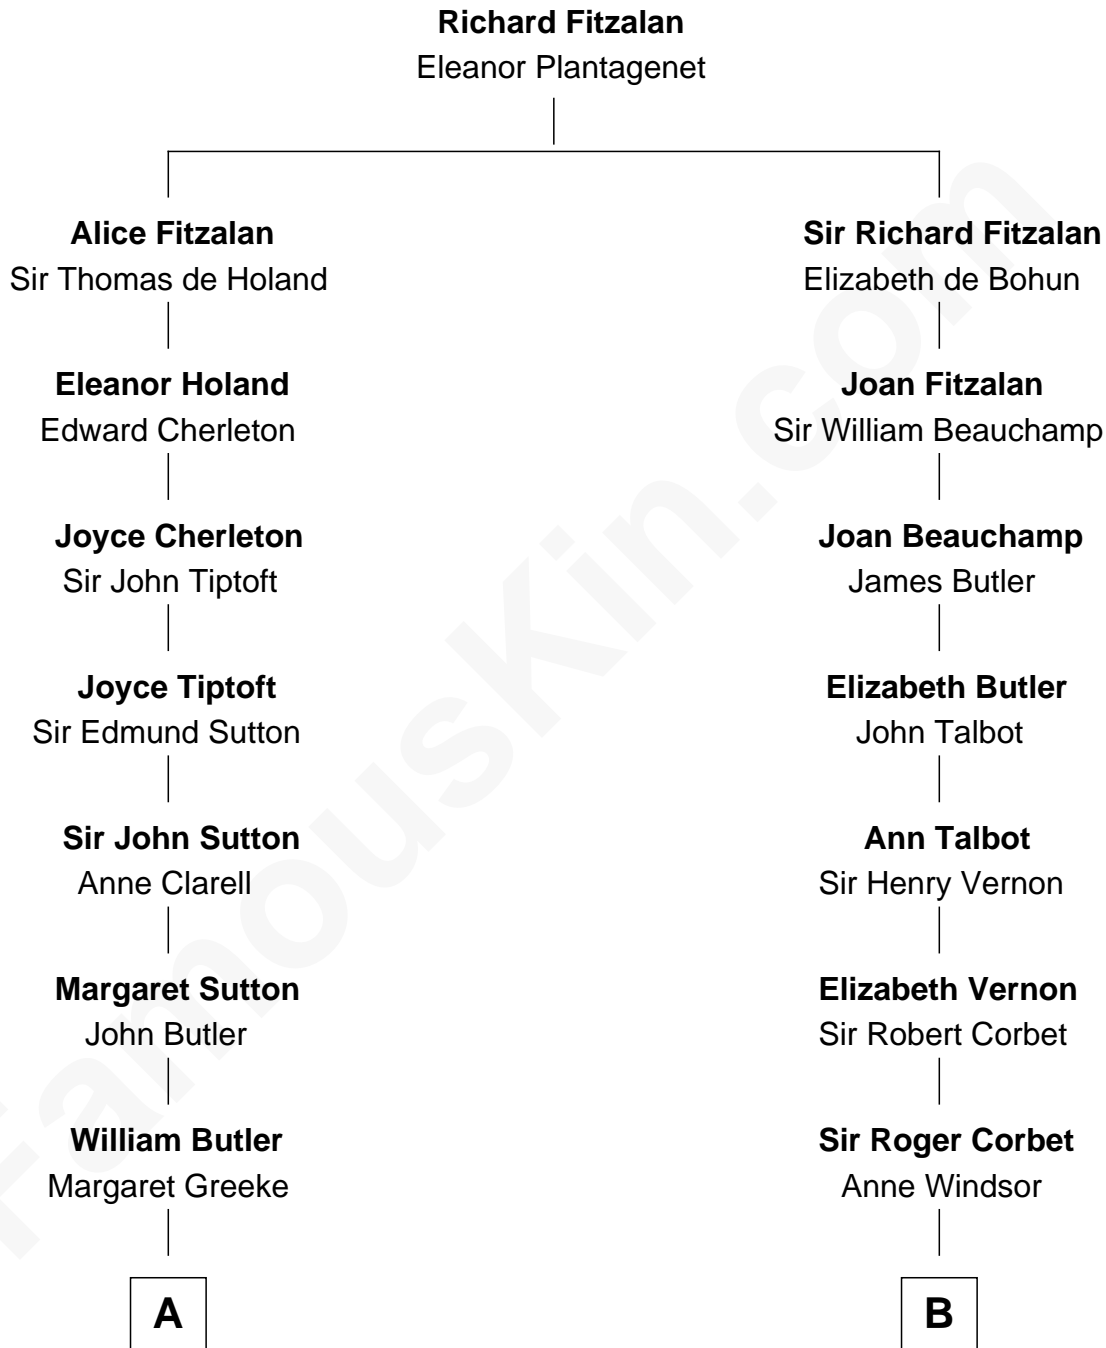 Richard Fitzalan
Eleanor Plantagenet
Alice Fitzalan
Sir Thomas de Holand
Sir Richard Fitzalan
Elizabeth de Bohun
Eleanor Holand
Edward Cherleton
Joan Fitzalan
Sir William Beauchamp
Joyce Cherleton
Sir John Tiptoft
Joan Beauchamp
James Butler
Joyce Tiptoft
Sir Edmund Sutton
Elizabeth Butler
John Talbot
Sir John Sutton
Anne Clarell
Ann Talbot
Sir Henry Vernon
Margaret Sutton
John Butler
Elizabeth Vernon
Sir Robert Corbet
William Butler
Margaret Greeke
Sir Roger Corbet
Anne Windsor
A
B
FamousKin.com